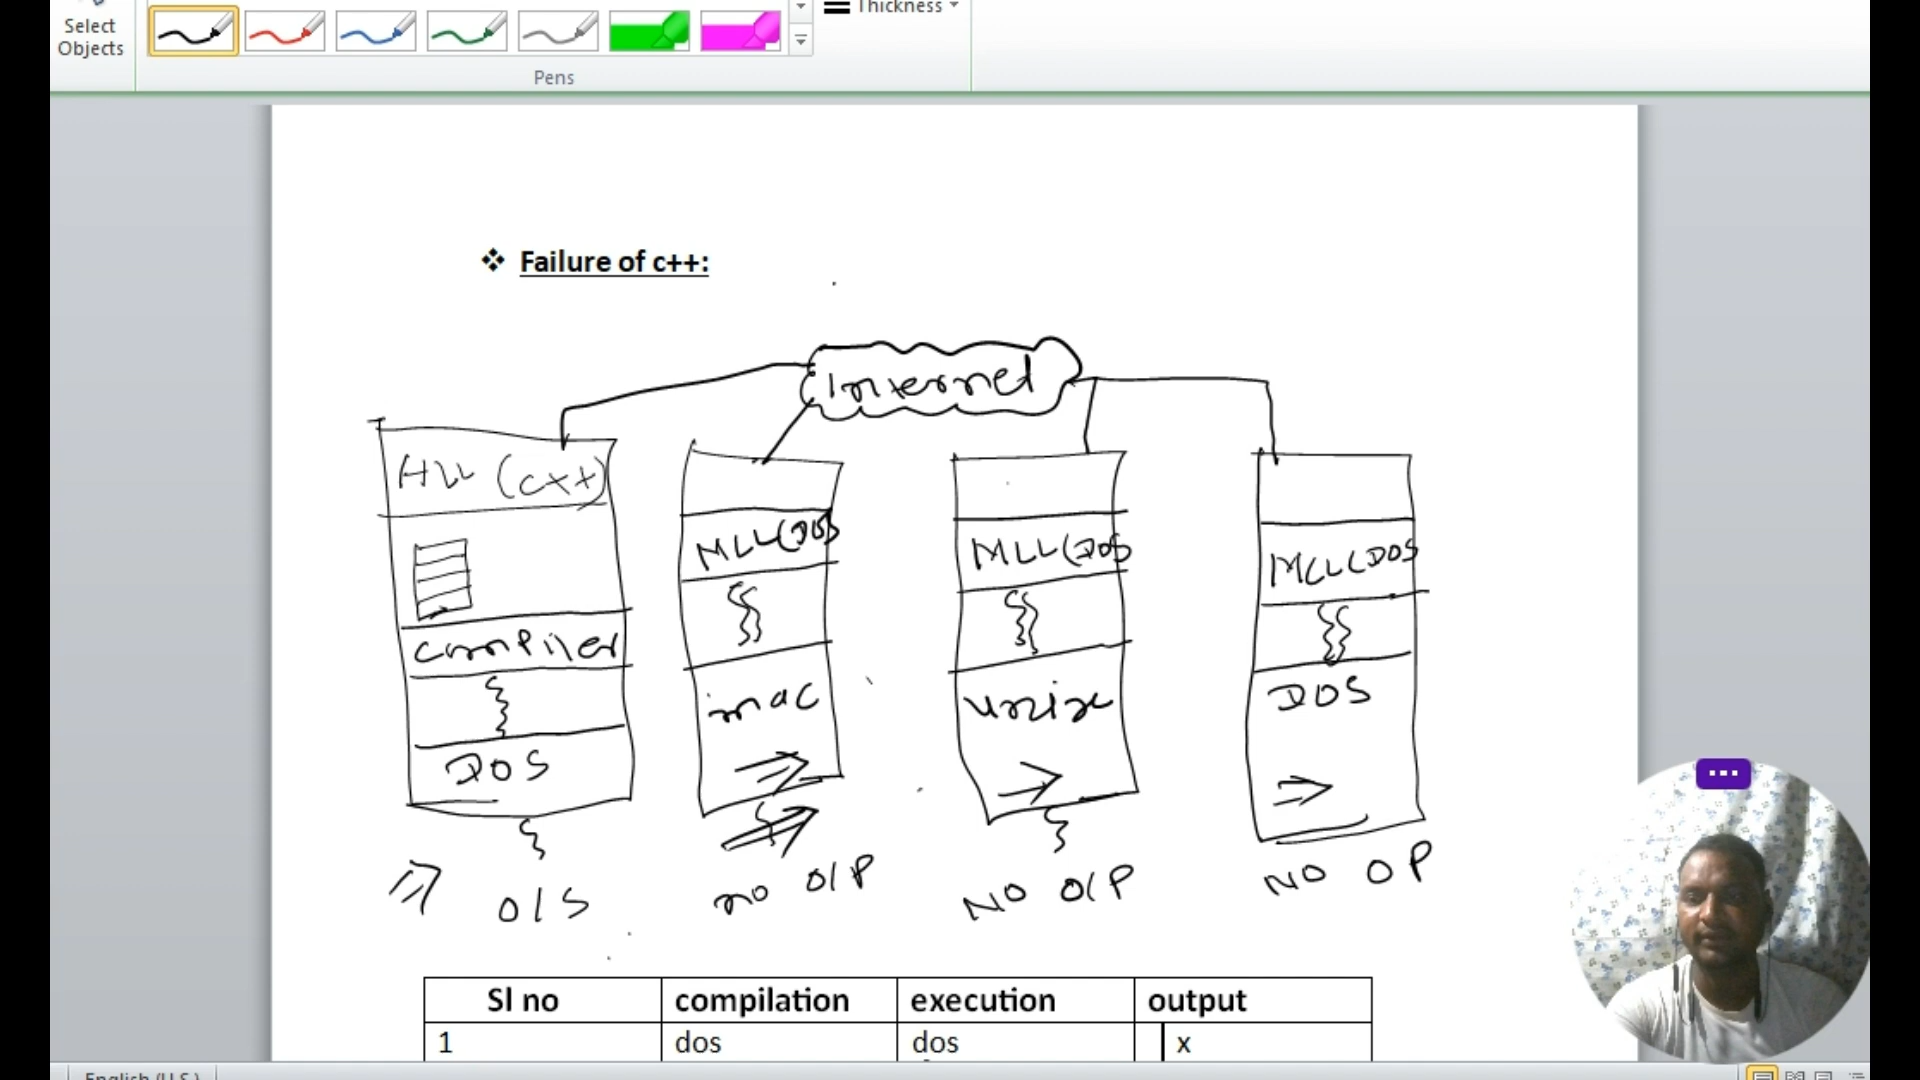 Thickness
Select
Objects
Pens
❖ Failure of c++:
Internet
HLL (C++)
MLL(DOS
MLL(DOS
MLL(DOS
compiler
mac
unix
DOS
DOS
O/S
no O/P
NO O/P
NO OP
Sl no compilation execution output
1 dos dos x
English (U.S.)